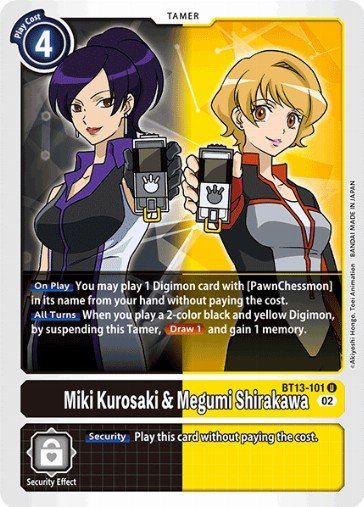 TAMER
Play Cost
4
On Play You may play 1 Digimon card with [PawnChessmon]
in its name from your hand without paying the cost.
All Turns When you play a 2-color black and yellow Digimon,
by suspending this Tamer, Draw 1 and gain 1 memory.
©Akiyoshi Hongo, Toei Animation BANDAI MADE IN JAPAN
BT13-101 U
Miki Kurosaki & Megumi Shirakawa
02
Security Play this card without paying the cost.
Security Effect